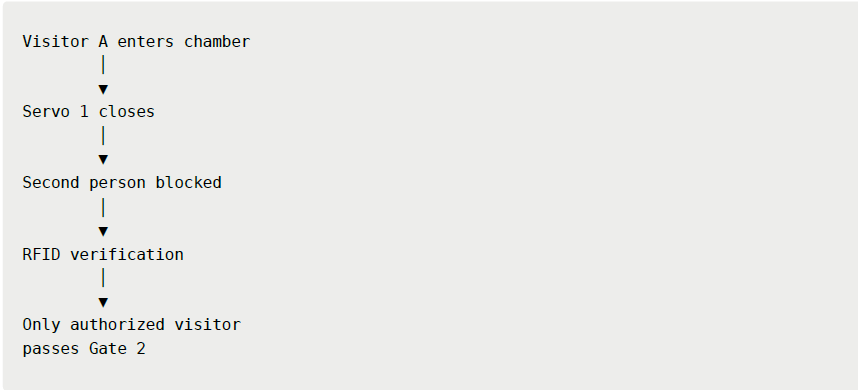 Visitor A enters chamber
│
▼
Servo 1 closes
│
▼
Second person blocked
│
▼
RFID verification
│
▼
Only authorized visitor
passes Gate 2